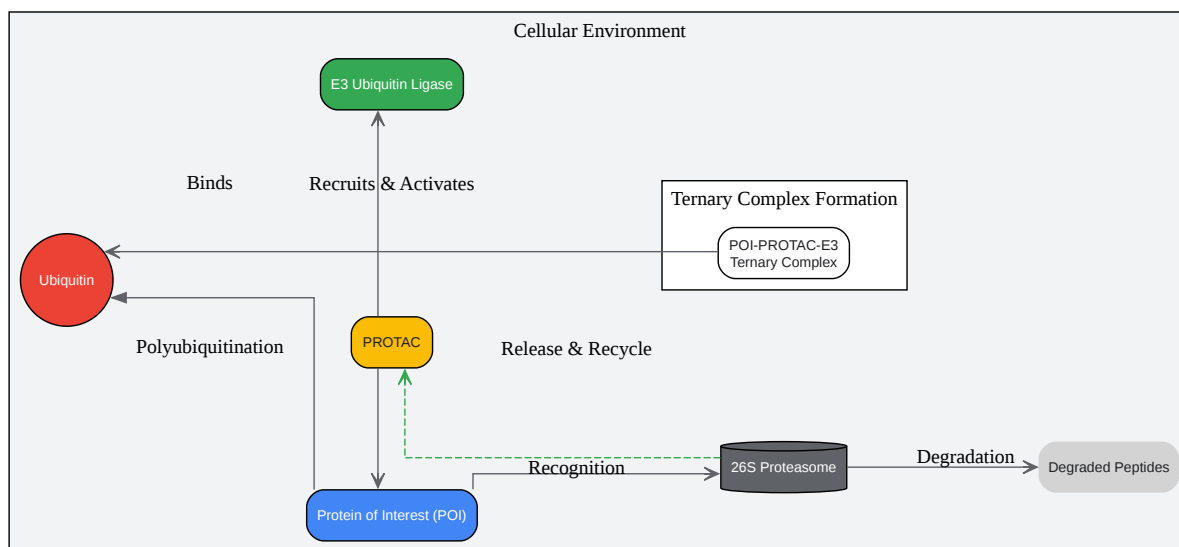 Cellular Environment
E3 Ubiquitin Ligase
Binds
Recruits & Activates
Ternary Complex Formation
POI-PROTAC-E3
Ternary Complex
Ubiquitin
Polyubiquitination
PROTAC
Release & Recycle
Recognition
26S Proteasome
Degradation
Degraded Peptides
Protein of Interest (POI)